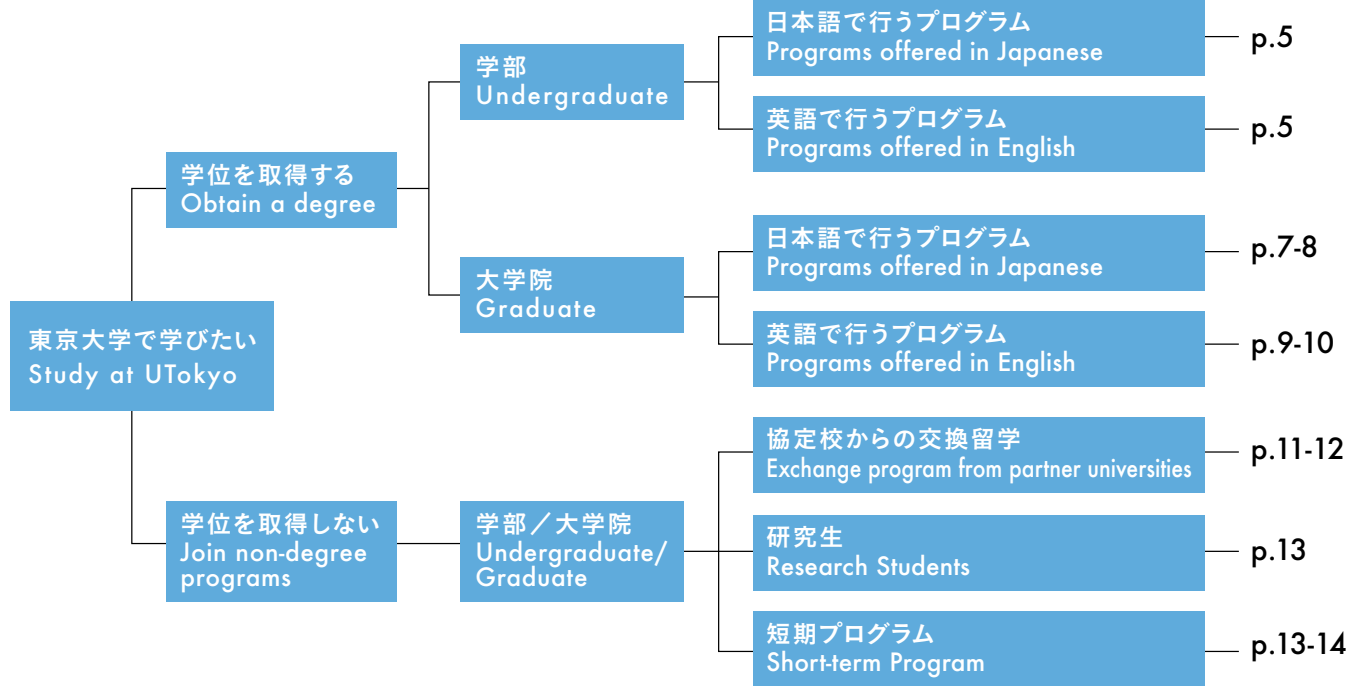 東京大学で学びたい
Study at UTokyo
学位を取得する
Obtain a degree
学部
Undergraduate
日本語で行うプログラム
Programs offered in Japanese
p.5
英語で行うプログラム
Programs offered in English
p.5
大学院
Graduate
日本語で行うプログラム
Programs offered in Japanese
p.7-8
英語で行うプログラム
Programs offered in English
p.9-10
学位を取得しない
Join non-degree
programs
学部／大学院
Undergraduate/
Graduate
協定校からの交換留学
Exchange program from partner universities
p.11-12
研究生
Research Students
p.13
短期プログラム
Short-term Program
p.13-14